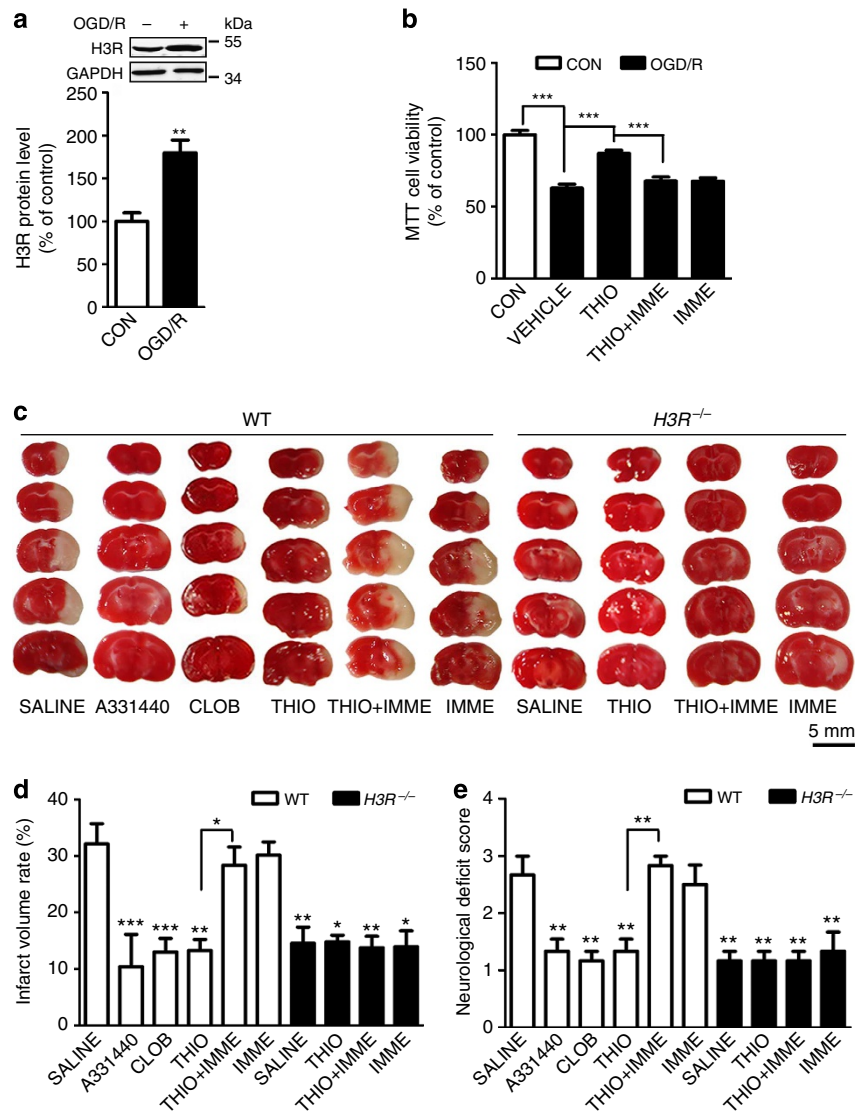 a
OGD/R – + kDa
H3R 55
GAPDH 34
250
200
150
100
50
0
**
H3R protein level
(% of control)
CON
OGD/R
b
150
100
50
0
CON OGD/R
*** *** ***
MTT cell viability
(% of control)
CON
VEHICLE
THIO
THIO+IMME
IMME
c
WT H3R–/–
SALINE A331440 CLOB THIO THIO+IMME IMME SALINE THIO THIO+IMME IMME
5 mm
d
WT H3R–/–
40
30
20
10
0
Infarct volume rate (%)
*
*** *** ** ** * ** *
SALINE
A331440
CLOB
THIO
THIO+IMME
IMME
SALINE
THIO
THIO+IMME
IMME
e
WT H3R–/–
4
3
2
1
0
Neurological deficit score
**
** ** ** ** ** ** **
SALINE
A331440
CLOB
THIO
THIO+IMME
IMME
SALINE
THIO
THIO+IMME
IMME